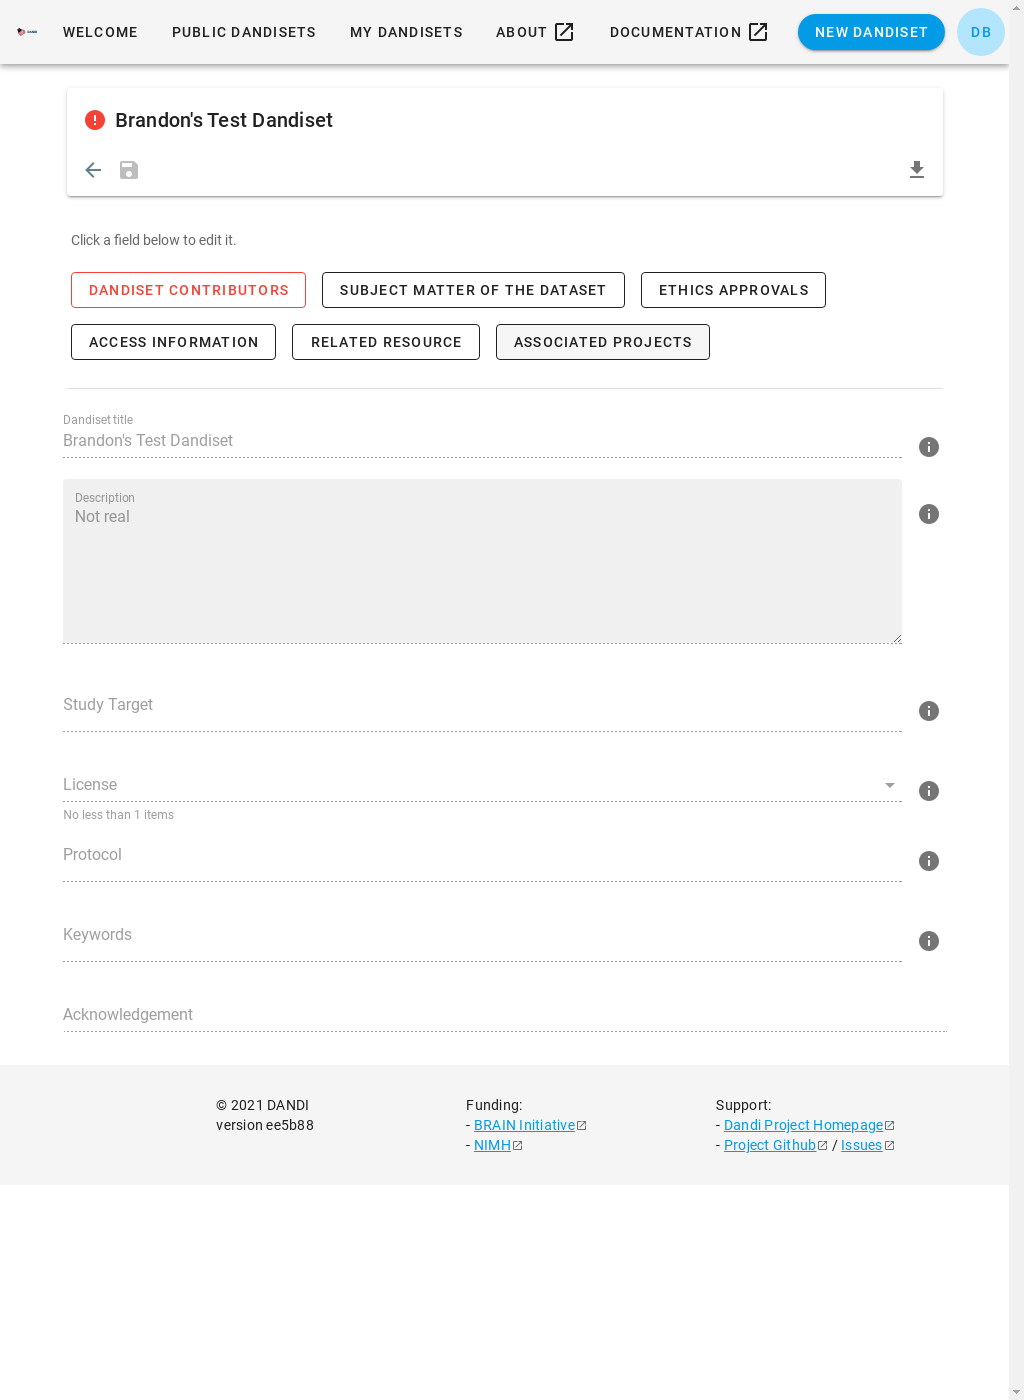 WELCOME PUBLIC DANDISETS MY DANDISETS ABOUT DOCUMENTATION NEW DANDISET DB
Brandon's Test Dandiset
Click a field below to edit it.
DANDISET CONTRIBUTORS SUBJECT MATTER OF THE DATASET ETHICS APPROVALS
ACCESS INFORMATION RELATED RESOURCE ASSOCIATED PROJECTS
Dandiset title
Brandon's Test Dandiset
Description
Not real
Study Target
License
No less than 1 items
Protocol
Keywords
Acknowledgement
© 2021 DANDI
version ee5b88
Funding:
- BRAIN Initiative
- NIMH
Support:
- Dandi Project Homepage
- Project Github / Issues